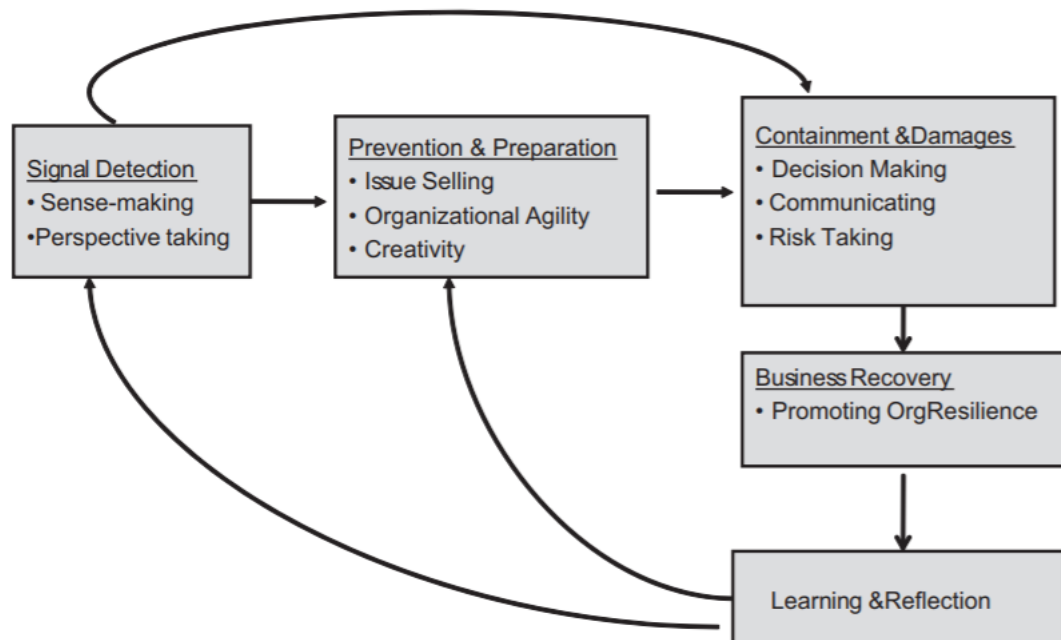 Signal Detection
• Sense-making
•Perspective taking
Prevention & Preparation
• Issue Selling
• Organizational Agility
• Creativity
Containment &Damages
• Decision Making
• Communicating
• Risk Taking
Business Recovery
• Promoting OrgResilience
Learning &Reflection